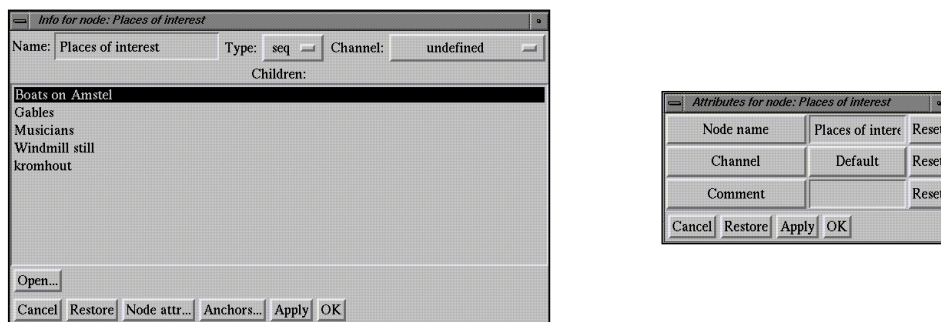 Info for node: Places of interest
Name: Places of interest Type: seq Channel: undefined
Children:
Boats on Amstel
Gables
Musicians
Windmill still
kromhout
Open...
Cancel Restore Node attr... Anchors... Apply OK
Attributes for node: Places of interest
Node name Places of intere Reset
Channel Default Reset
Comment Reset
Cancel Restore Apply OK